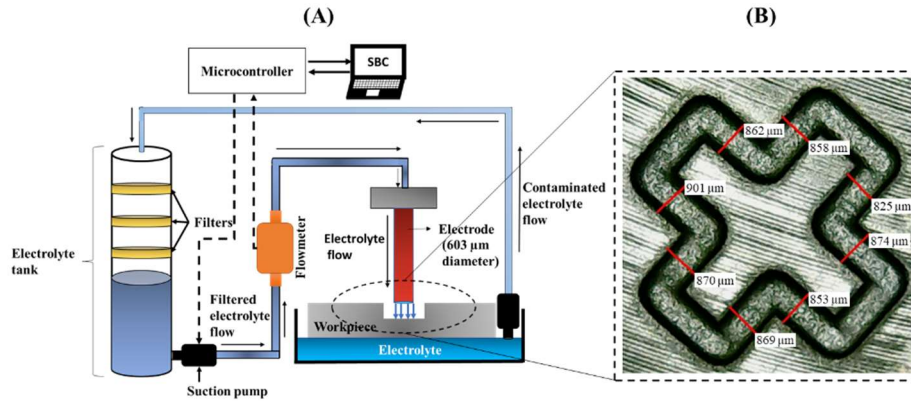 (A)
(B)
Microcontroller
SBC
Electrolyte
tank
Filters
Flowmeter
Electrolyte
flow
Electrode
(603 µm
diameter)
Contaminated
electrolyte
flow
Filtered
electrolyte
flow
Workpiece
Electrolyte
Suction pump
862 µm
858 µm
901 µm
825 µm
874 µm
870 µm
853 µm
869 µm